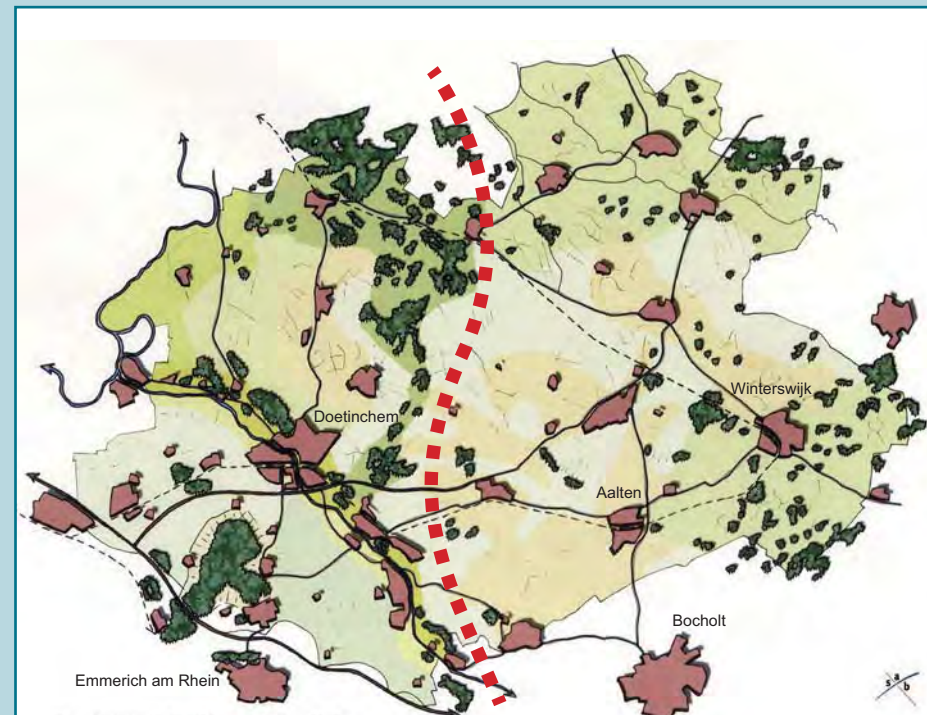 Winterswijk
Doetinchem
Aalten
Bocholt
Emmerich am Rhein
s a b